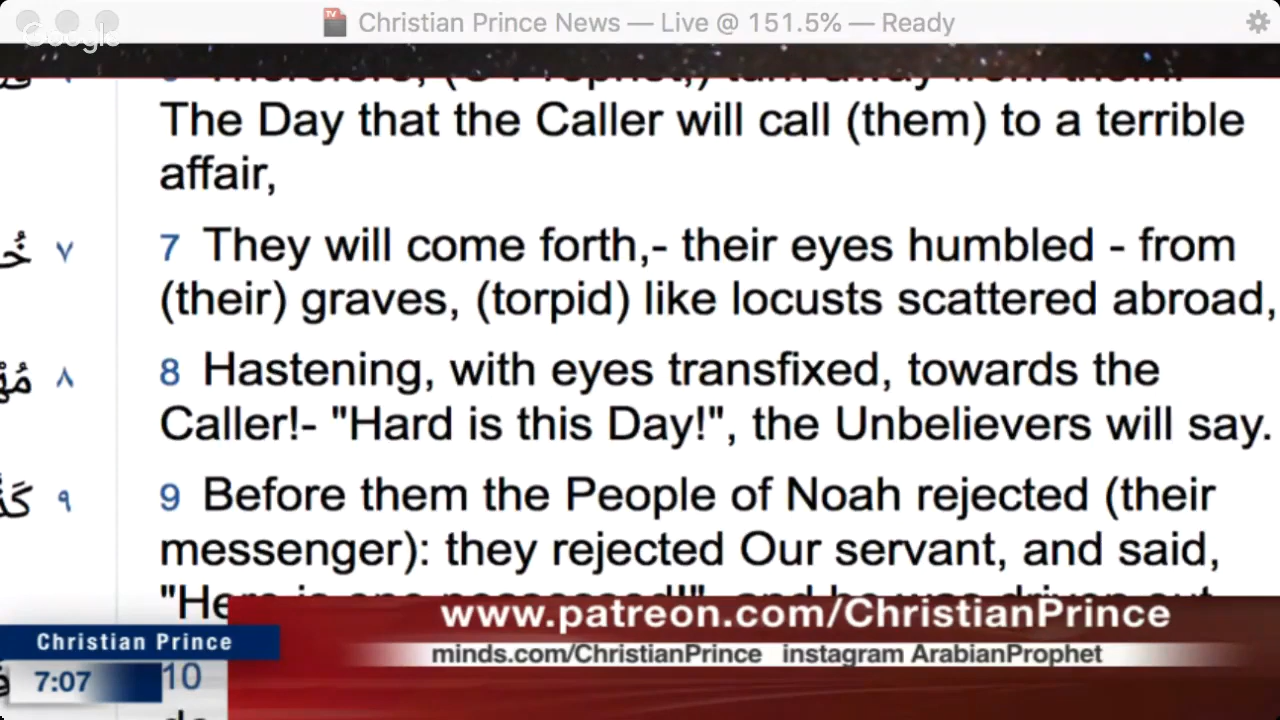 Christian Prince News — Live @ 151.5% — Ready
Google
The Day that the Caller will call (them) to a terrible
affair,
٧ 7 They will come forth,- their eyes humbled - from
(their) graves, (torpid) like locusts scattered abroad,
٨ 8 Hastening, with eyes transfixed, towards the
Caller!- "Hard is this Day!", the Unbelievers will say.
٩ 9 Before them the People of Noah rejected (their
messenger): they rejected Our servant, and said,
www.patreon.com/ChristianPrince
Christian Prince
minds.com/ChristianPrince instagram ArabianProphet
7:07
10